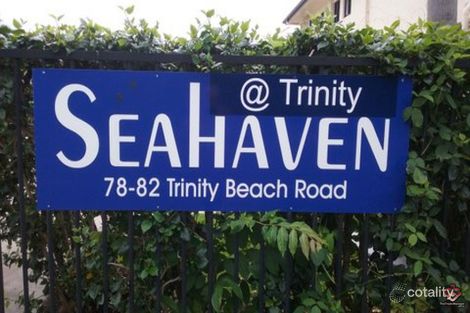 @ Trinity
SEAHAVEN
78-82 Trinity Beach Road
cotality